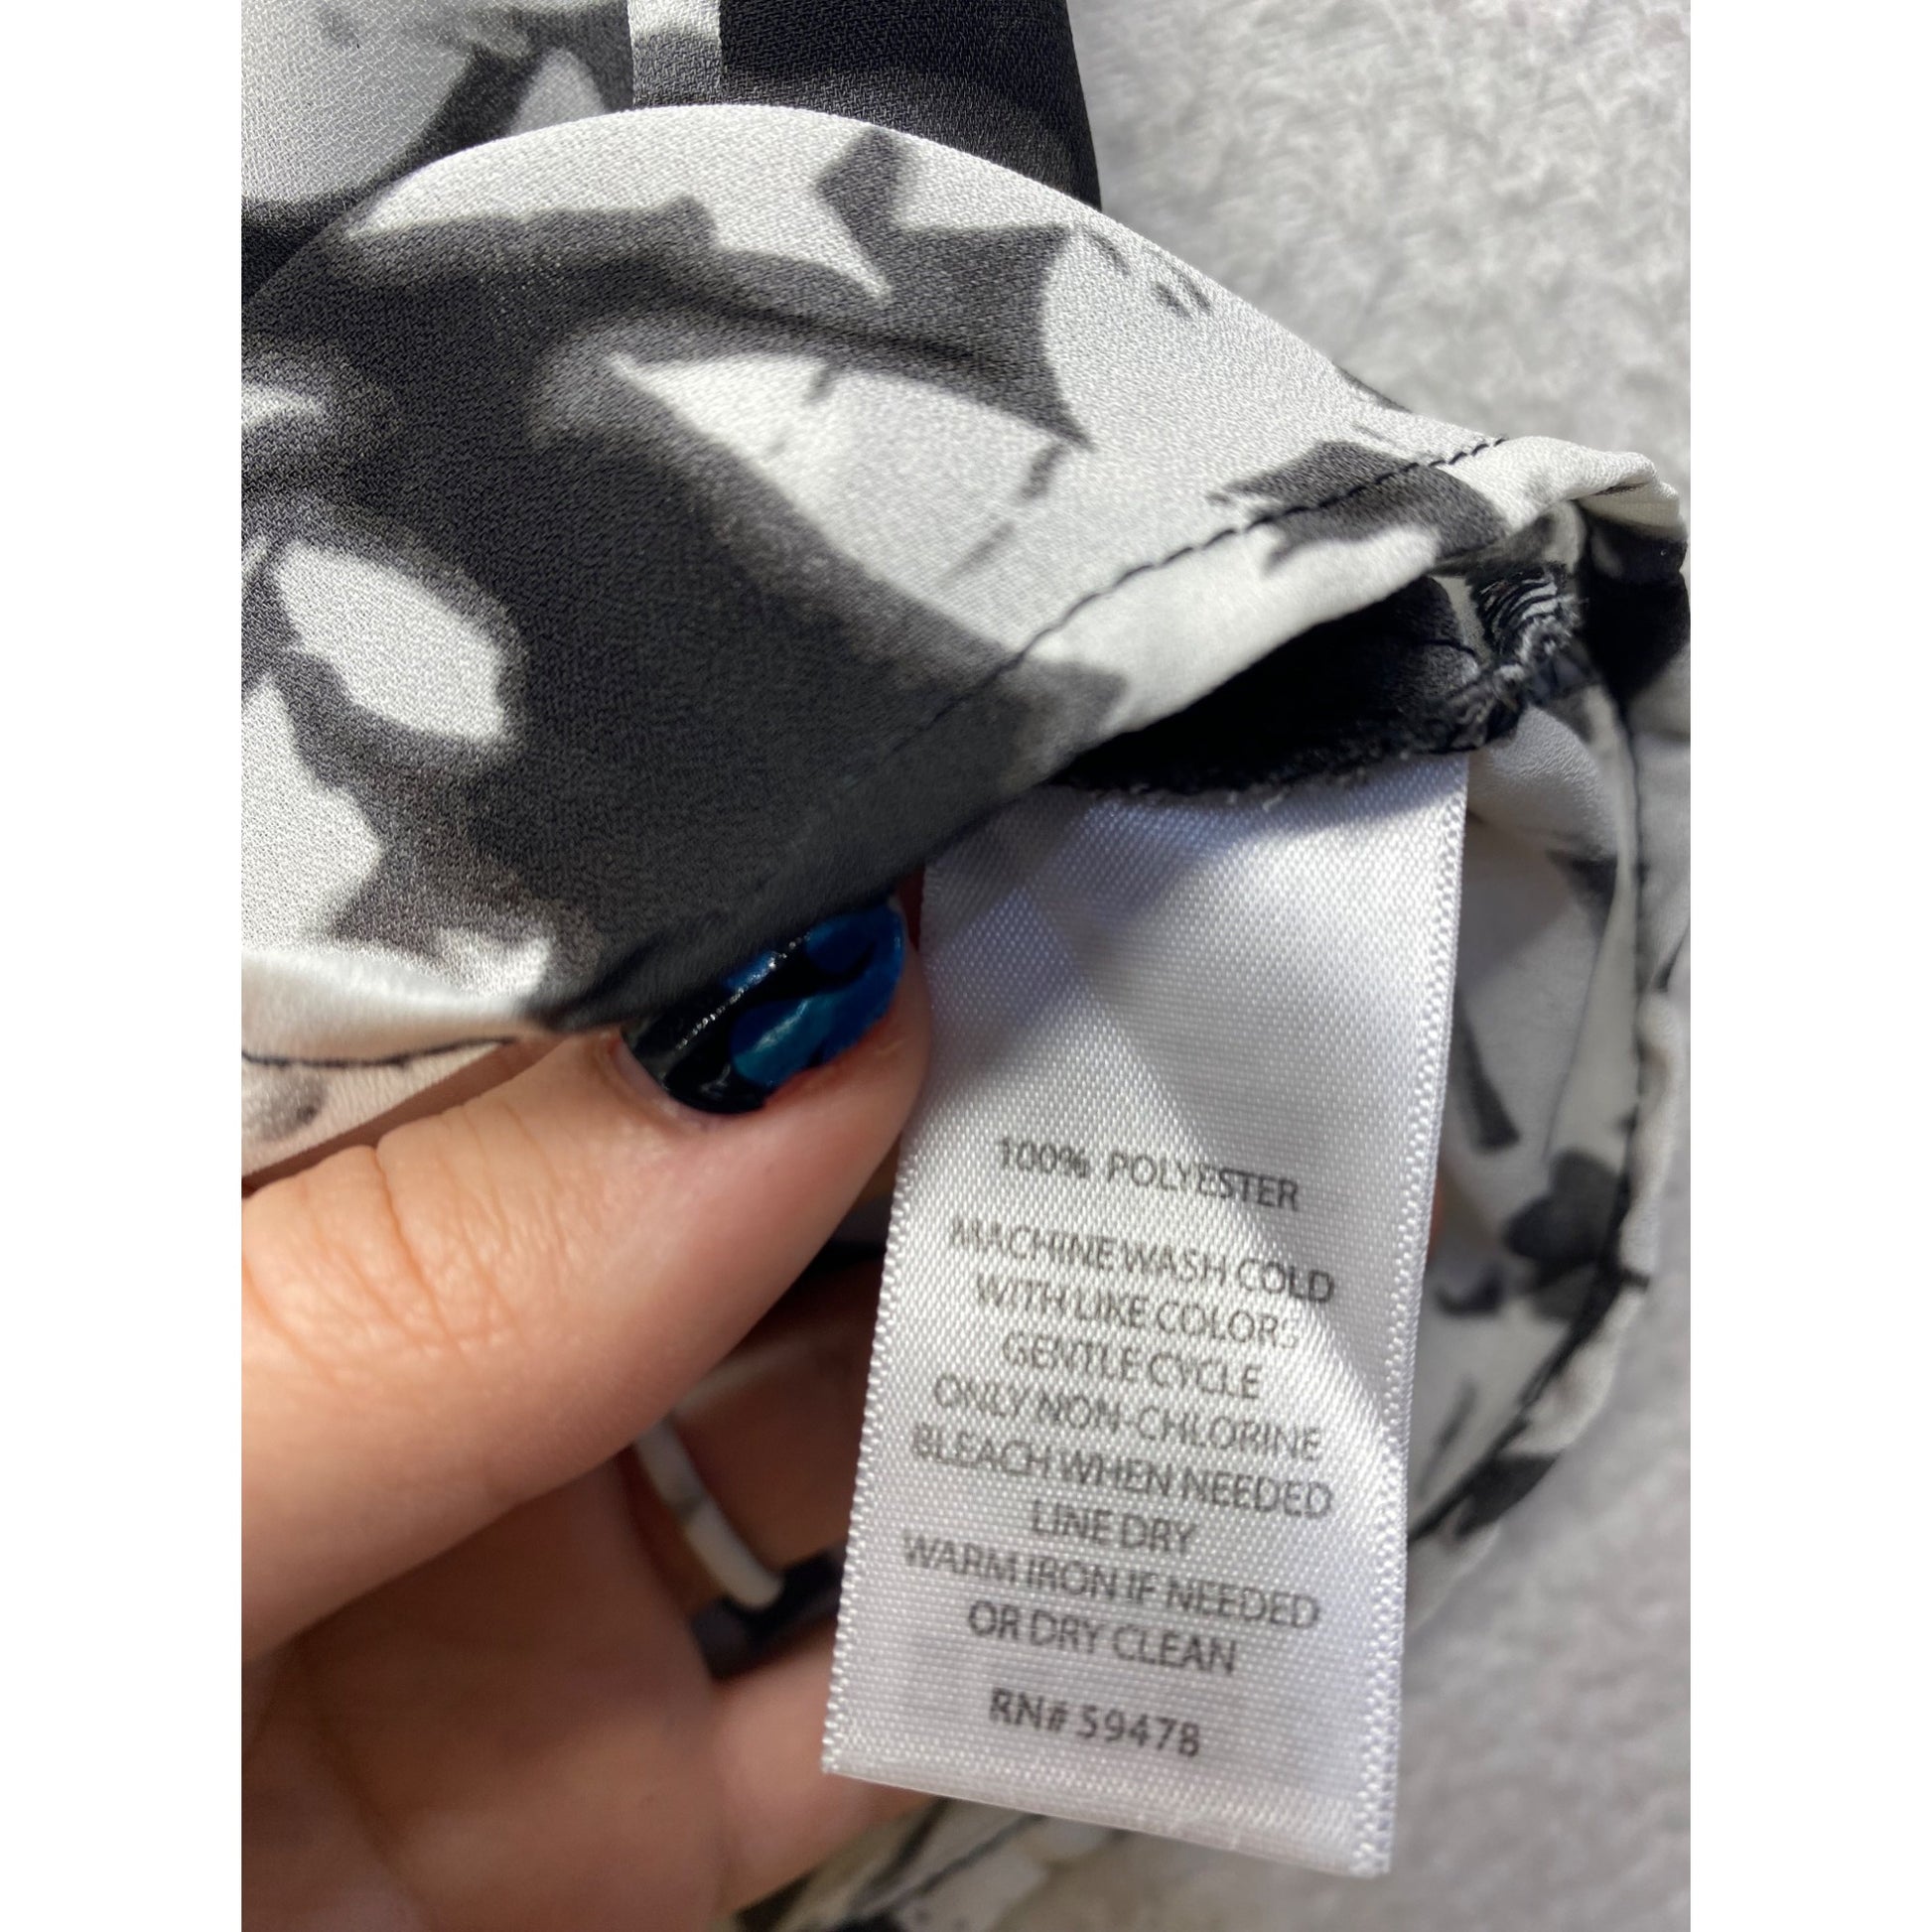 100% POLYESTER
MACHINE WASH COLD
WITH LIKE COLORS
GENTLE CYCLE
ONLY NON-CHLORINE
BLEACH WHEN NEEDED
LINE DRY
WARM IRON IF NEEDED
OR DRY CLEAN
RN# 59478